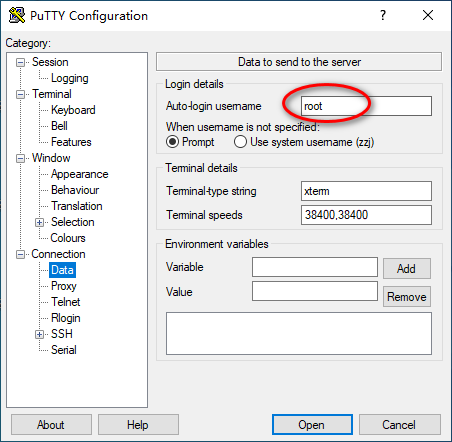 PuTTY Configuration
?
Category:
Session
Logging
Terminal
Keyboard
Bell
Features
Window
Appearance
Behaviour
Translation
Selection
Colours
Connection
Data
Proxy
Telnet
Rlogin
SSH
Serial
Data to send to the server
Login details
Auto-login username root
When username is not specified:
Prompt Use system username (zzj)
Terminal details
Terminal-type string xterm
Terminal speeds 38400,38400
Environment variables
Variable Add
Value Remove
About Help Open Cancel